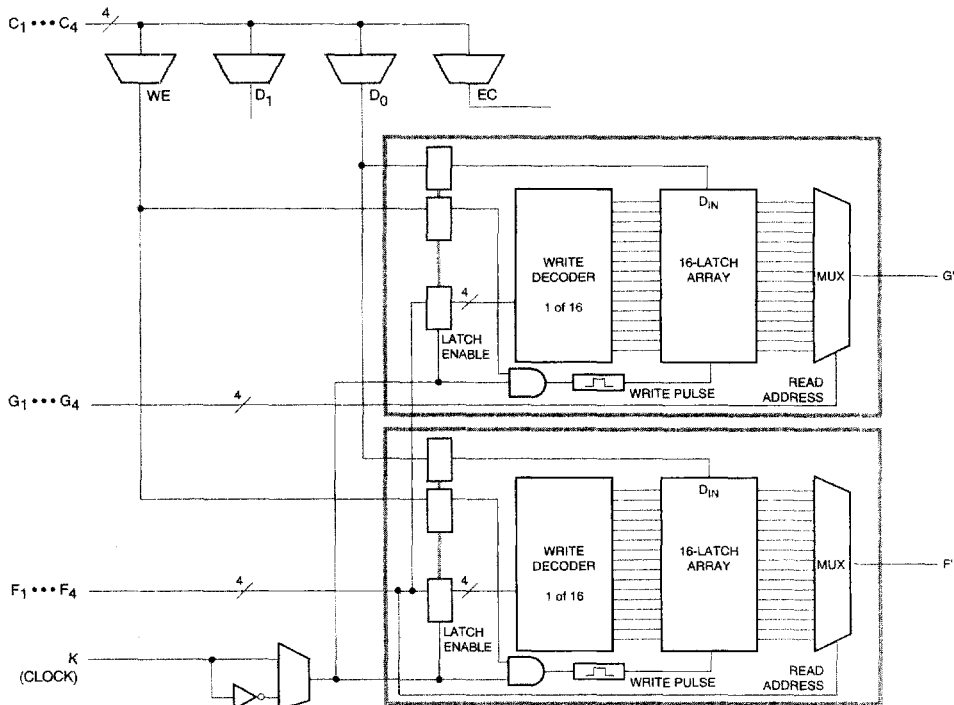 C1 ••• C4
4
WE
D1
D0
EC
DIN
WRITE
DECODER
1 of 16
16-LATCH
ARRAY
MUX
G'
4
LATCH
ENABLE
WRITE PULSE
READ
ADDRESS
G1 ••• G4
4
DIN
WRITE
DECODER
1 of 16
16-LATCH
ARRAY
MUX
F'
F1 ••• F4
4
4
LATCH
ENABLE
WRITE PULSE
READ
ADDRESS
K
(CLOCK)